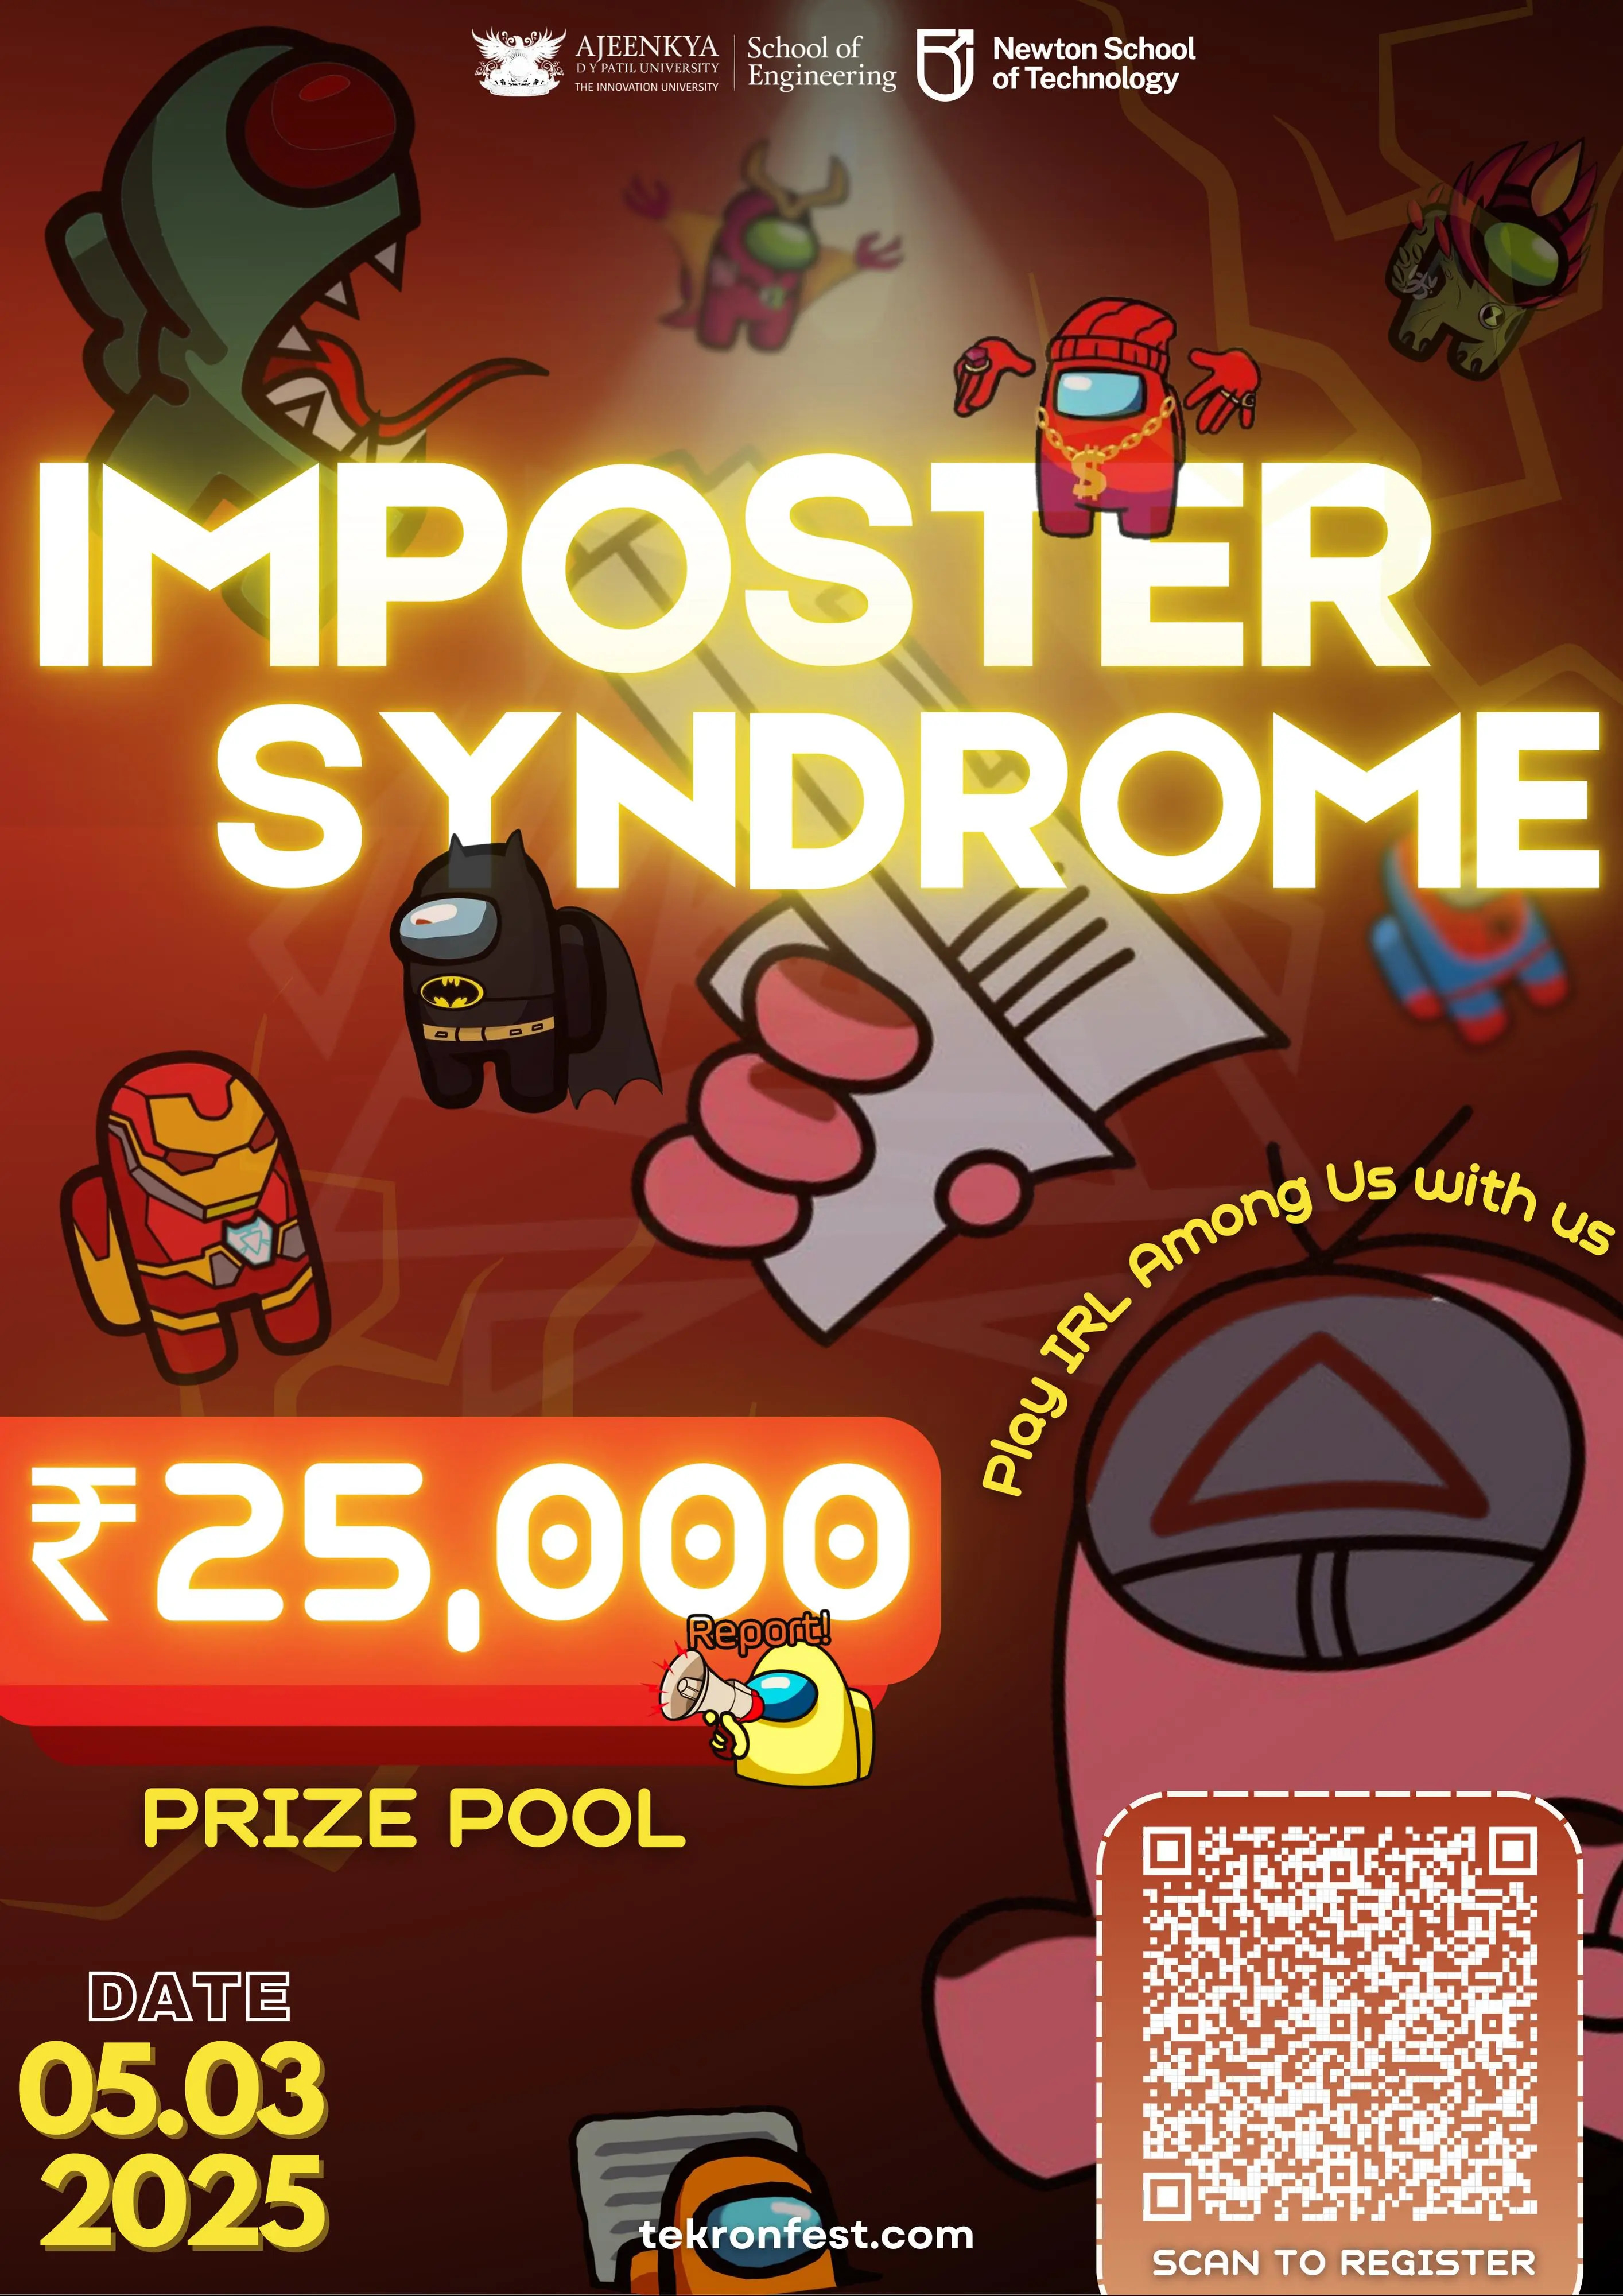 AJEENKYA
D Y PATIL UNIVERSITY
THE INNOVATION UNIVERSITY
School of
Engineering
Newton School
of Technology
IMPOSTER
SYNDROME
Play IRL Among Us with us
₹25,000
Report!
PRIZE POOL
DATE
05.03
2025
tekronfest.com
SCAN TO REGISTER